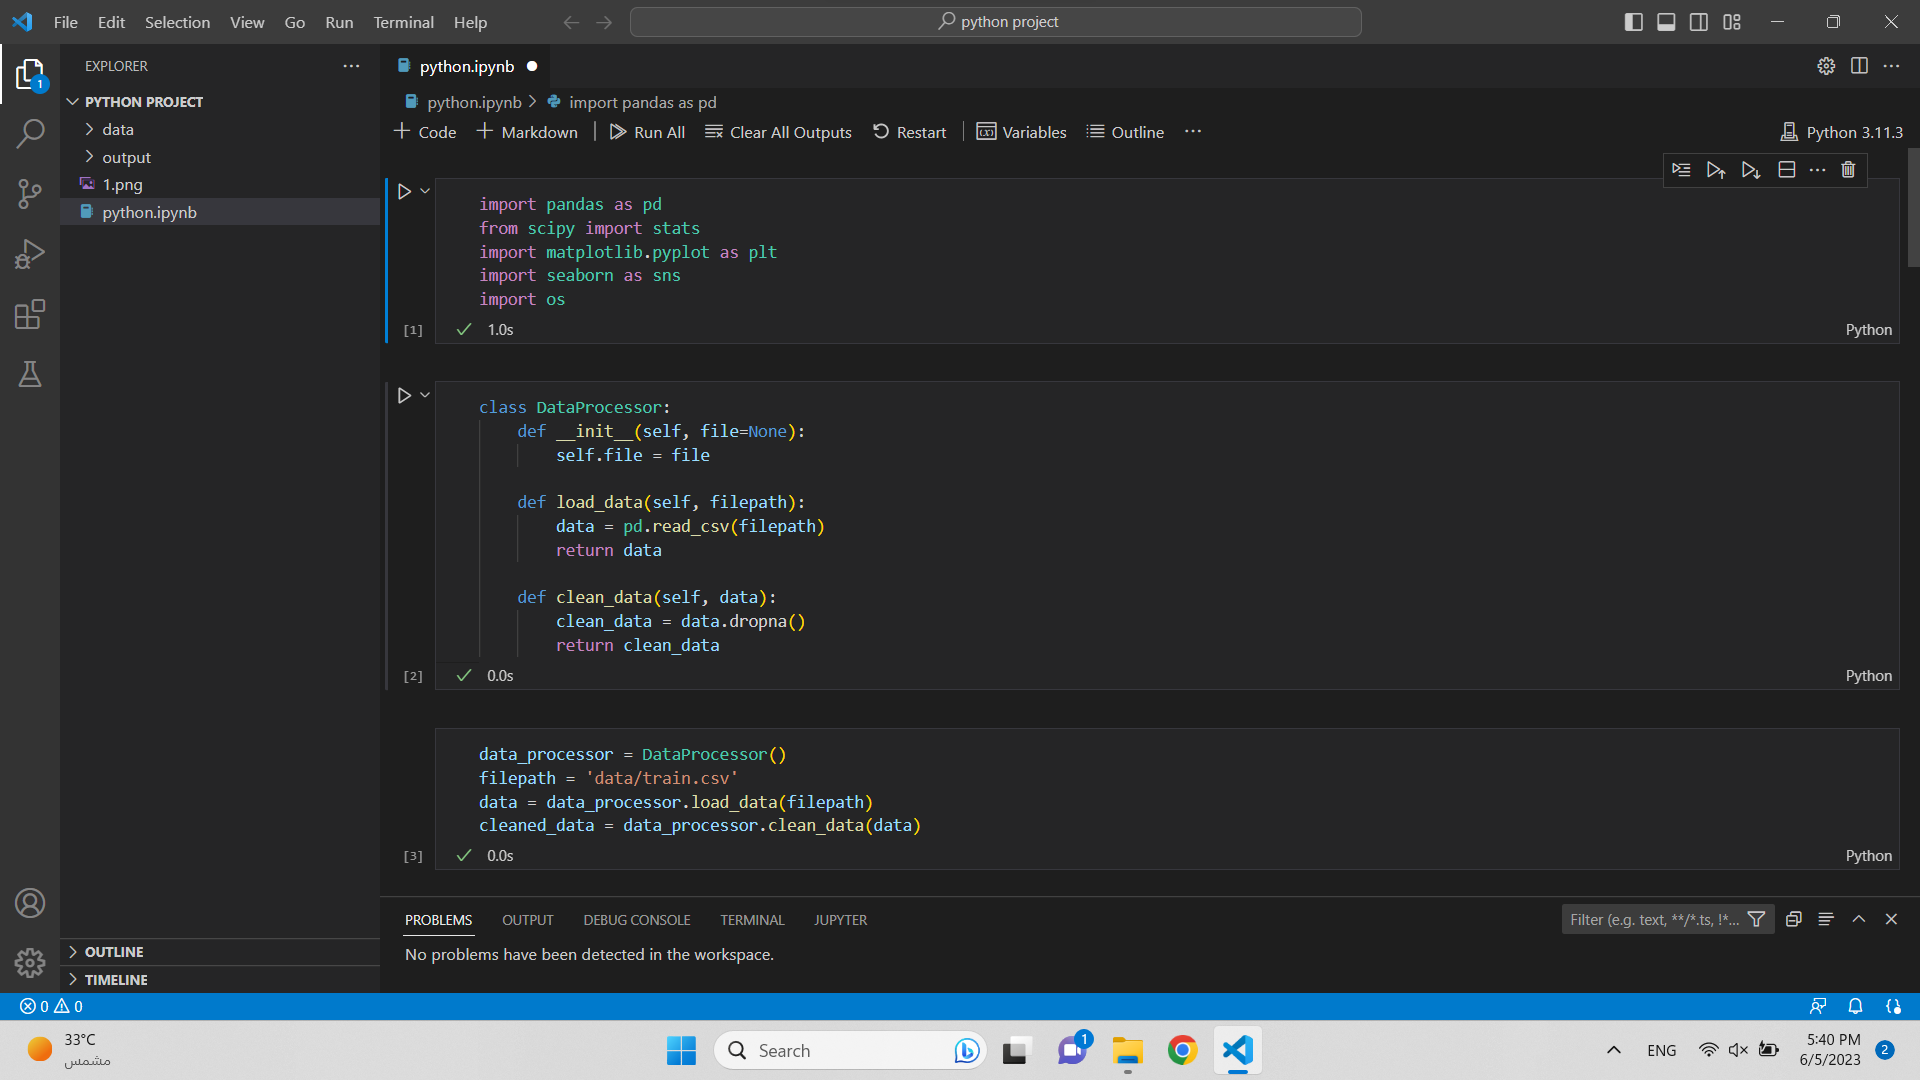 File Edit Selection View Go Run Terminal Help
python project
EXPLORER
PYTHON PROJECT
data
output
1.png
python.ipynb
OUTLINE
TIMELINE
1
python.ipynb
python.ipynb > import pandas as pd
Code Markdown Run All Clear All Outputs Restart Variables Outline
Python 3.11.3
import pandas as pd
from scipy import stats
import matplotlib.pyplot as plt
import seaborn as sns
import os
[1] 1.0s Python
class DataProcessor:
def __init__(self, file=None):
self.file = file
def load_data(self, filepath):
data = pd.read_csv(filepath)
return data
def clean_data(self, data):
clean_data = data.dropna()
return clean_data
[2] 0.0s Python
data_processor = DataProcessor()
filepath = 'data/train.csv'
data = data_processor.load_data(filepath)
cleaned_data = data_processor.clean_data(data)
[3] 0.0s Python
PROBLEMS OUTPUT DEBUG CONSOLE TERMINAL JUPYTER
Filter (e.g. text, **/*.ts, !*...
No problems have been detected in the workspace.
0 0
33°C
مشمس
Search
1
ENG
5:40 PM
6/5/2023
2